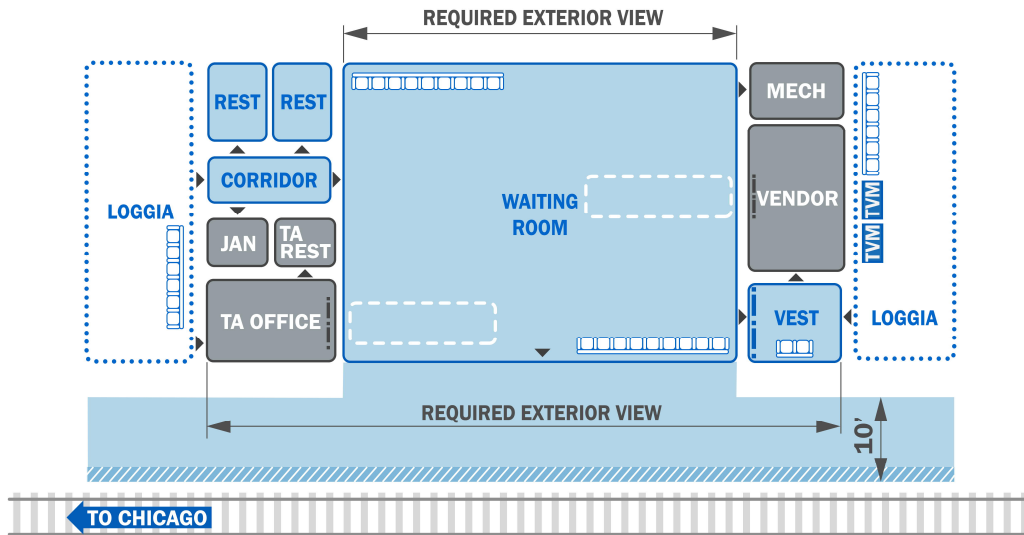 REQUIRED EXTERIOR VIEW
REST
REST
MECH
CORRIDOR
WAITING
ROOM
VENDOR
TVM
TVM
LOGGIA
JAN
TA
REST
TA OFFICE
VEST
LOGGIA
REQUIRED EXTERIOR VIEW
10'
TO CHICAGO